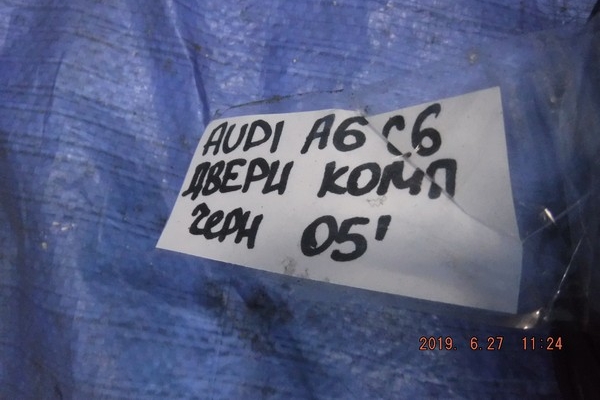 AUDI A6 C6
ДВЕРИ КОМП
ЧЕРН 05'
2019. 6.27 11:24